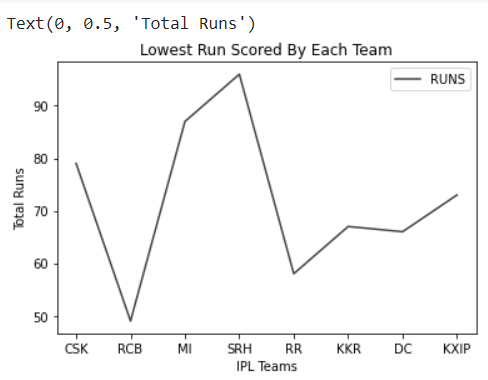 Text(0, 0.5, 'Total Runs')
Lowest Run Scored By Each Team
RUNS
90
80
70
60
50
Total Runs
CSK RCB MI SRH RR KKR DC KXIP
IPL Teams